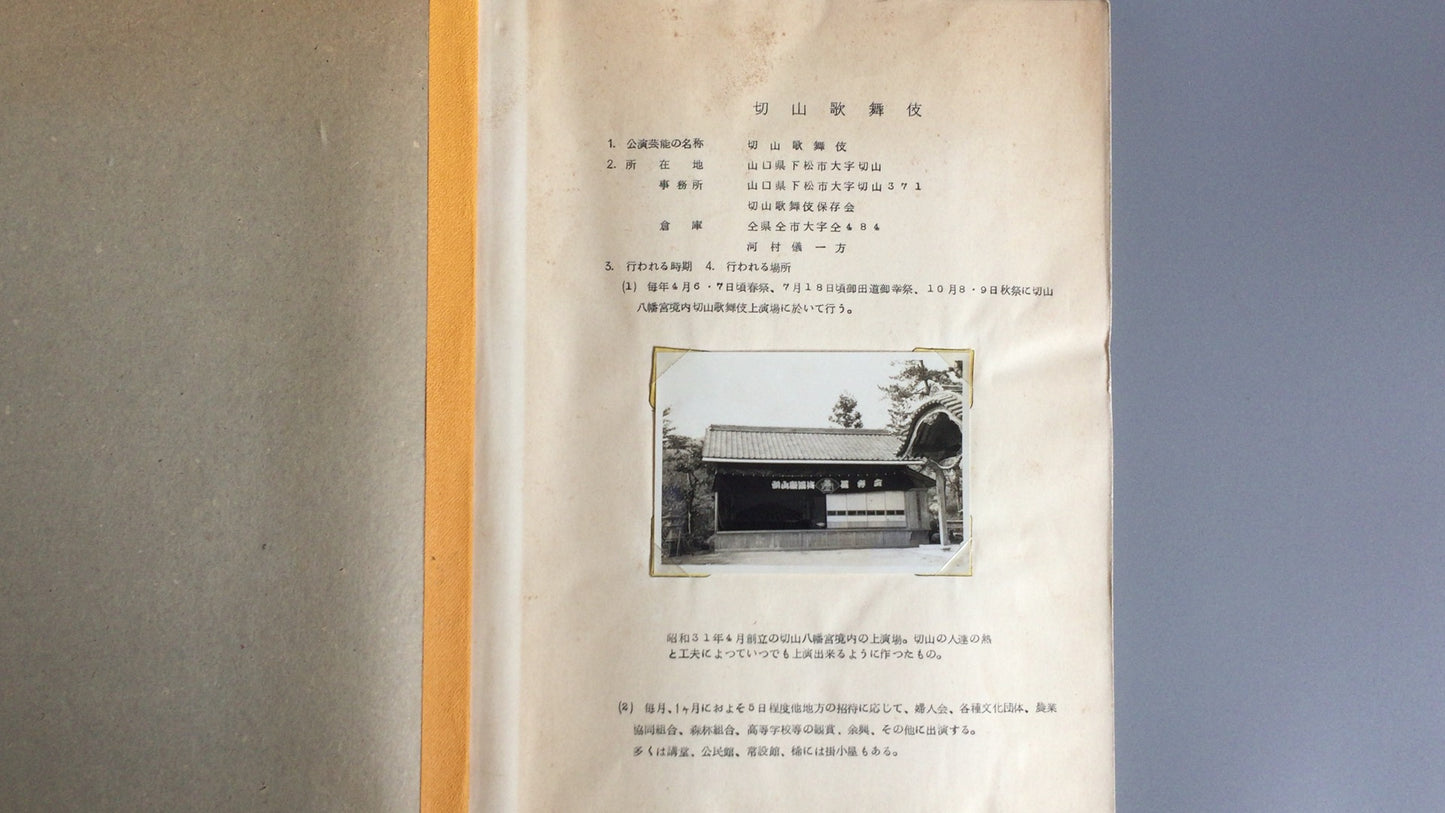 切山歌舞伎
1. 公演芸能の名称 切山歌舞伎
2. 所在地 山口県下松市大字切山
事務所 山口県下松市大字切山371
切山歌舞伎保存会
倉庫 仝県仝市大字仝484
河村儀一方
3. 行われる時期 4. 行われる場所
(1) 毎年4月6・7日頃春祭、7月18日頃御田道御幸祭、10月8・9日秋祭に切山
八幡宮境内切山歌舞伎上演場に於いて行う。
昭和31年4月創立の切山八幡宮境内の上演場。切山の人達の熱
と工夫によつていつでも上演出来るように作つたもの。
(2) 毎月、1ヶ月におよそ5日程度他地方の招待に応じて、婦人会、各種文化団体、農業
協同組合、森林組合、高等学校等の観賞、余興、その他に出演する。
多くは講堂、公民館、常設館、稀には掛小屋もある。